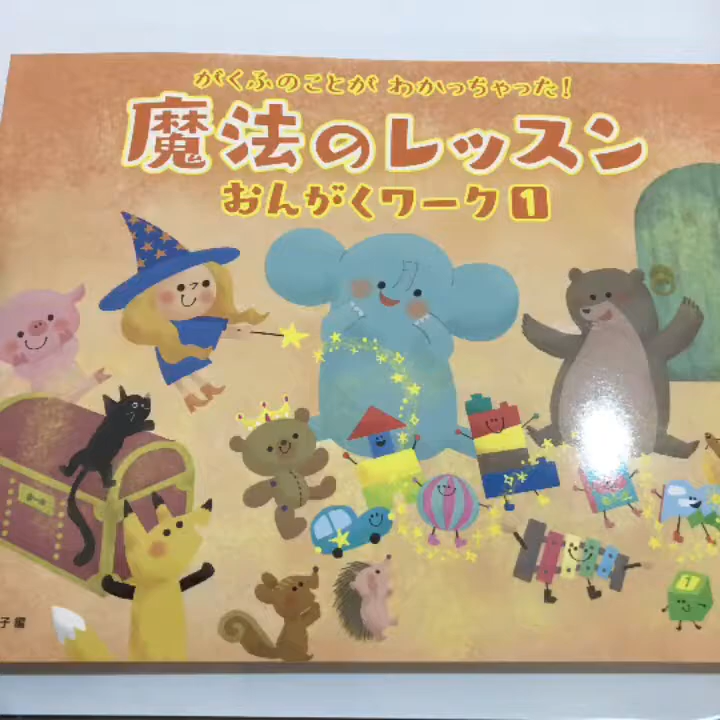 がくふのことが わかっちゃった!
魔法のレッスン
おんがくワーク1
子 編
1